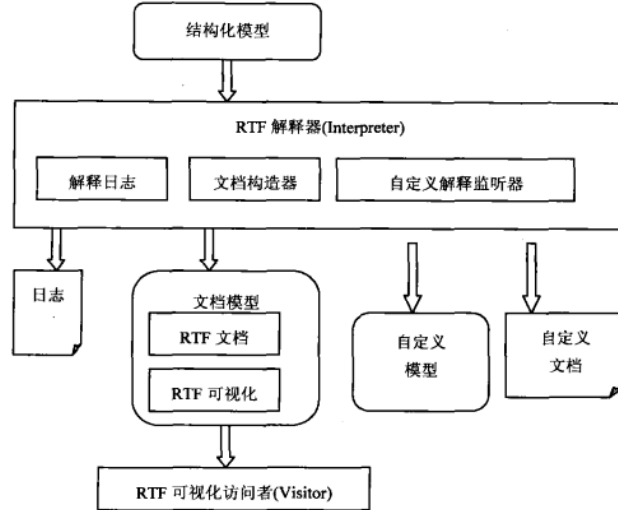 结构化模型
RTF 解释器(Interpreter)
解释日志
文档构造器
自定义解释监听器
日志
文档模型
RTF 文档
RTF 可视化
自定义
模型
自定义
文档
RTF 可视化访问者(Visitor)